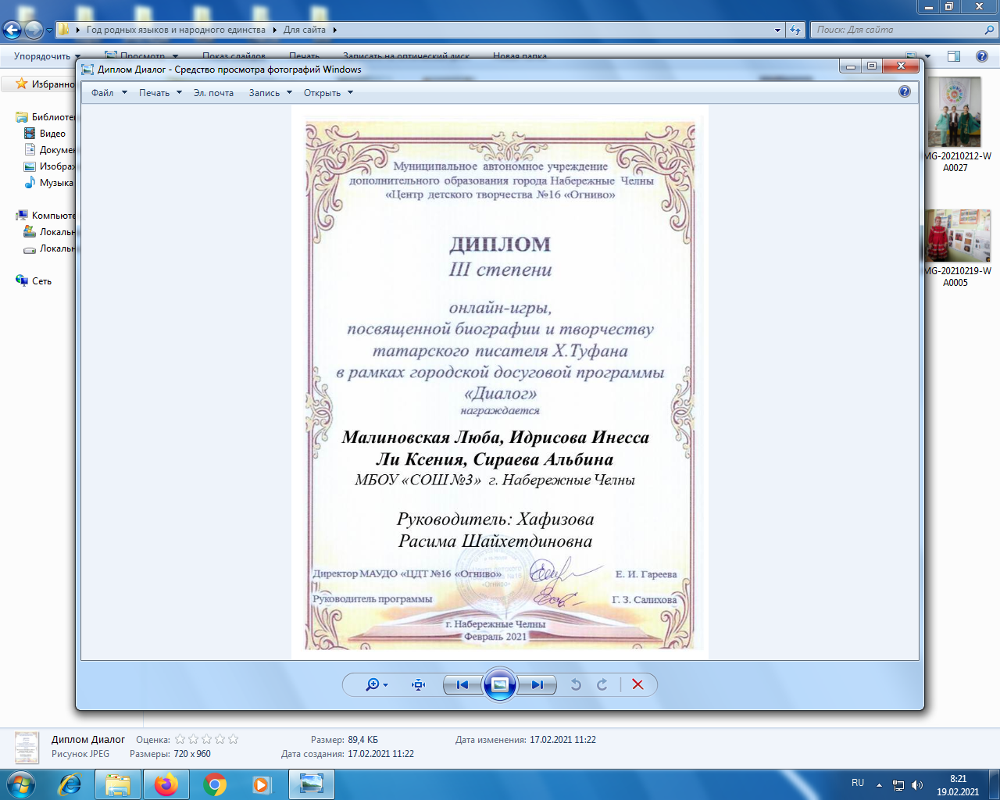 Год родных языков и народного единства
Для сайта
Поиск: Для сайта
Упорядочить
Просмотр
Показ слайдов
Печать
Записать на оптический диск
Новая папка
Диплом Диалог - Средство просмотра фотографий Windows
Файл
Печать
Эл. почта
Запись
Открыть
Избранно
Библиотек
Видео
Докумен
Изображ
Музыка
Компьюте
Локальн
Локальн
Сеть
MG-20210212-W
A0027
MG-20210219-W
A0005
Муниципальное автономное учреждение
дополнительного образования города Набережные Челны
«Центр детского творчества №16 «Огниво»
ДИПЛОМ
III степени
онлайн-игры,
посвященной биографии и творчеству
татарского писателя Х.Туфана
в рамках городской досуговой программы
«Диалог»
награждается
Малиновская Люба, Идрисова Инесса
Ли Ксения, Сираева Альбина
МБОУ «СОШ №3» г. Набережные Челны
Руководитель: Хафизова
Расима Шайхетдиновна
Директор МАУДО «ЦДТ №16 «Огниво»
Е. И. Гареева
Руководитель программы
Г. З. Салихова
г. Набережные Челны
Февраль 2021
Диплом Диалог
Оценка:
Размер: 89,4 КБ
Дата изменения: 17.02.2021 11:22
Рисунок JPEG
Размеры: 720 x 960
Дата создания: 17.02.2021 11:22
RU
8:21
19.02.2021